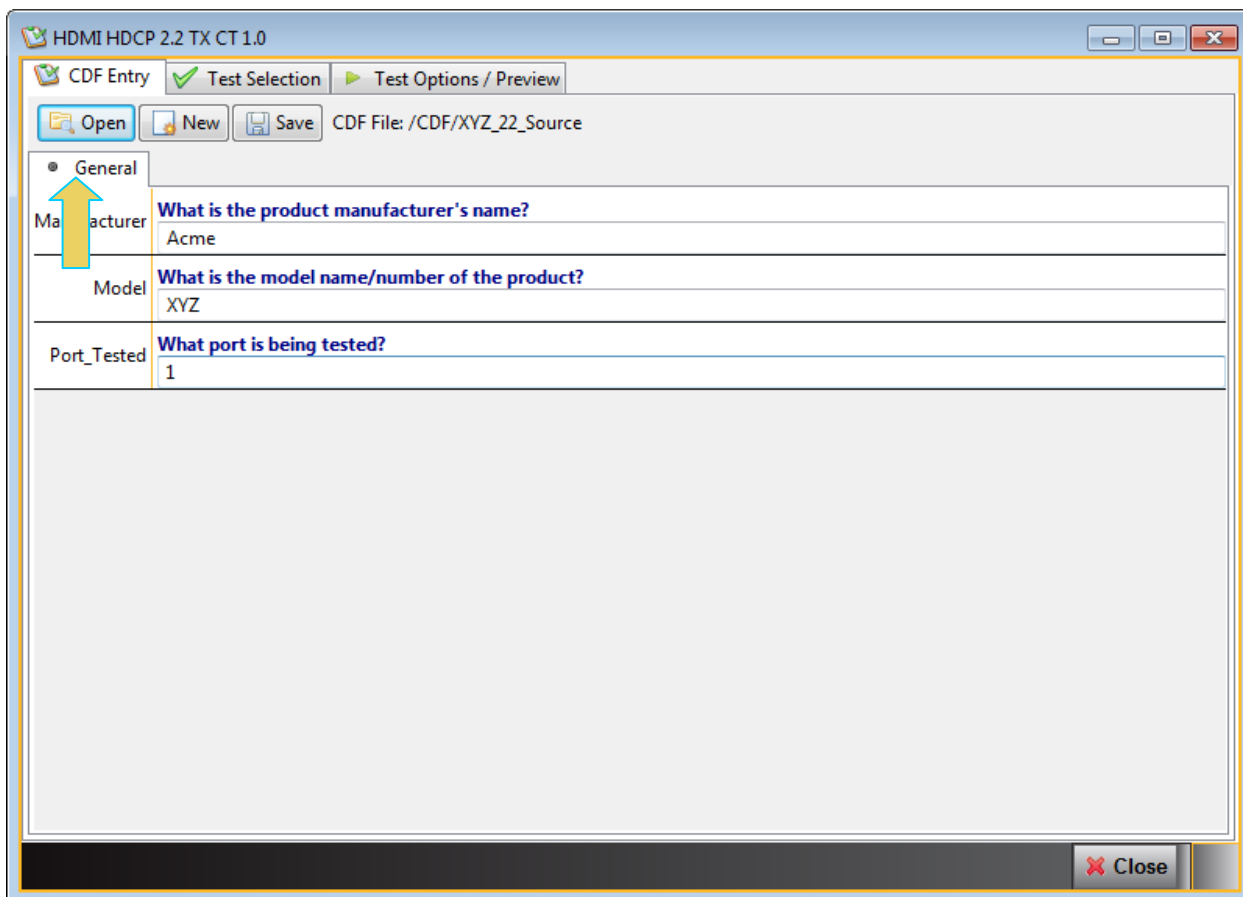 HDMI HDCP 2.2 TX CT 1.0
CDF Entry Test Selection Test Options / Preview
Open New Save CDF File: /CDF/XYZ_22_Source
General
What is the product manufacturer's name?
Acme
Model What is the model name/number of the product?
XYZ
Port_Tested What port is being tested?
1
Close